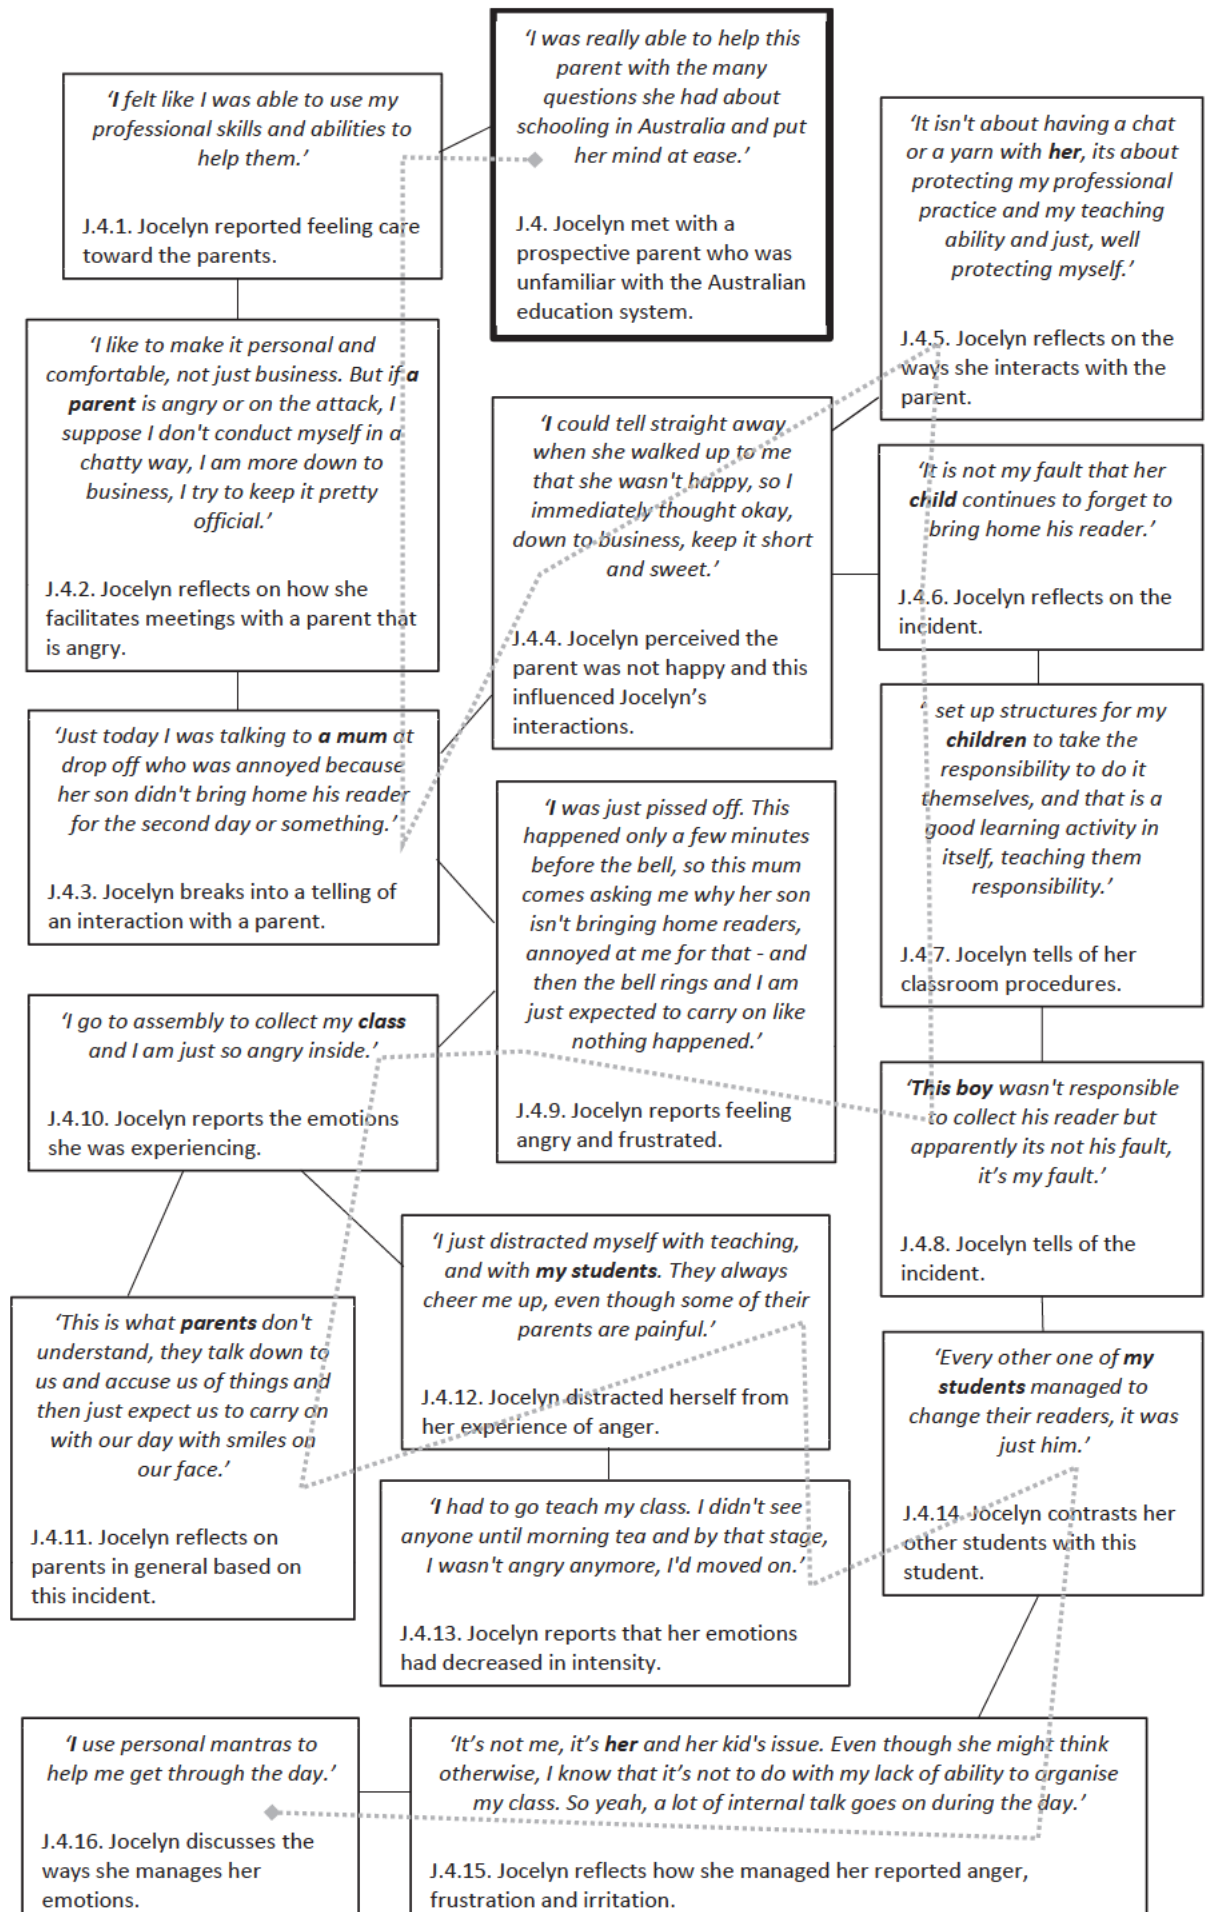 ‘I was really able to help this
parent with the many
questions she had about
schooling in Australia and put
her mind at ease.’
J.4. Jocelyn met with a
prospective parent who was
unfamiliar with the Australian
education system.
‘I felt like I was able to use my
professional skills and abilities to
help them.’
J.4.1. Jocelyn reported feeling care
toward the parents.
‘I like to make it personal and
comfortable, not just business. But if a
parent is angry or on the attack, I
suppose I don't conduct myself in a
chatty way, I am more down to
business, I try to keep it pretty
official.’
J.4.2. Jocelyn reflects on how she
facilitates meetings with a parent that
is angry.
‘Just today I was talking to a mum at
drop off who was annoyed because
her son didn't bring home his reader
for the second day or something.’
J.4.3. Jocelyn breaks into a telling of
an interaction with a parent.
‘I could tell straight away
when she walked up to me
that she wasn't happy, so I
immediately thought okay,
down to business, keep it short
and sweet.’
J.4.4. Jocelyn perceived the
parent was not happy and this
influenced Jocelyn’s
interactions.
‘It isn't about having a chat
or a yarn with her, its about
protecting my professional
practice and my teaching
ability and just, well
protecting myself.’
J.4.5. Jocelyn reflects on the
ways she interacts with the
parent.
‘It is not my fault that her
child continues to forget to
bring home his reader.’
J.4.6. Jocelyn reflects on the
incident.
‘ set up structures for my
children to take the
responsibility to do it
themselves, and that is a
good learning activity in
itself, teaching them
responsibility.’
J.4.7. Jocelyn tells of her
classroom procedures.
‘This boy wasn't responsible
to collect his reader but
apparently its not his fault,
it’s my fault.’
J.4.8. Jocelyn tells of the
incident.
‘I was just pissed off. This
happened only a few minutes
before the bell, so this mum
comes asking me why her son
isn't bringing home readers,
annoyed at me for that - and
then the bell rings and I am
just expected to carry on like
nothing happened.’
J.4.9. Jocelyn reports feeling
angry and frustrated.
‘I go to assembly to collect my class
and I am just so angry inside.’
J.4.10. Jocelyn reports the emotions
she was experiencing.
‘This is what parents don't
understand, they talk down to
us and accuse us of things and
then just expect us to carry on
with our day with smiles on
our face.’
J.4.11. Jocelyn reflects on
parents in general based on
this incident.
‘I just distracted myself with teaching,
and with my students. They always
cheer me up, even though some of their
parents are painful.’
J.4.12. Jocelyn distracted herself from
her experience of anger.
‘I had to go teach my class. I didn't see
anyone until morning tea and by that stage,
I wasn't angry anymore, I'd moved on.’
J.4.13. Jocelyn reports that her emotions
had decreased in intensity.
‘Every other one of my
students managed to
change their readers, it was
just him.’
J.4.14. Jocelyn contrasts her
other students with this
student.
‘It’s not me, it’s her and her kid's issue. Even though she might think
otherwise, I know that it’s not to do with my lack of ability to organise
my class. So yeah, a lot of internal talk goes on during the day.’
J.4.15. Jocelyn reflects how she managed her reported anger,
frustration and irritation.
‘I use personal mantras to
help me get through the day.’
J.4.16. Jocelyn discusses the
ways she manages her
emotions.